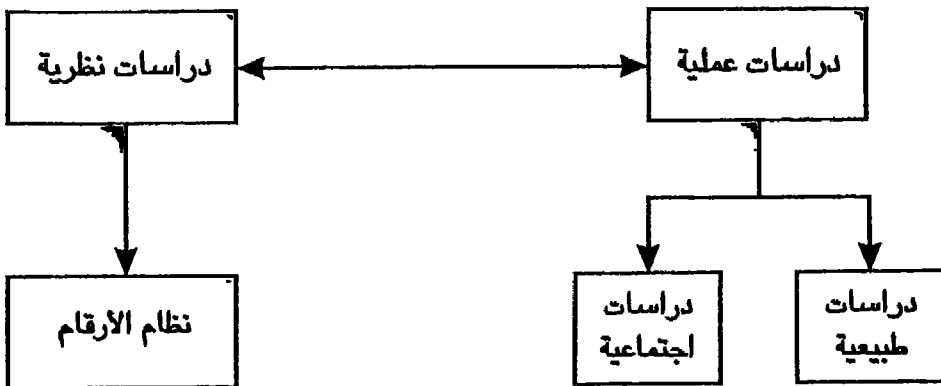 دراسات عملية
دراسات نظرية
دراسات
طبيعية
دراسات
اجتماعية
نظام الأرقام